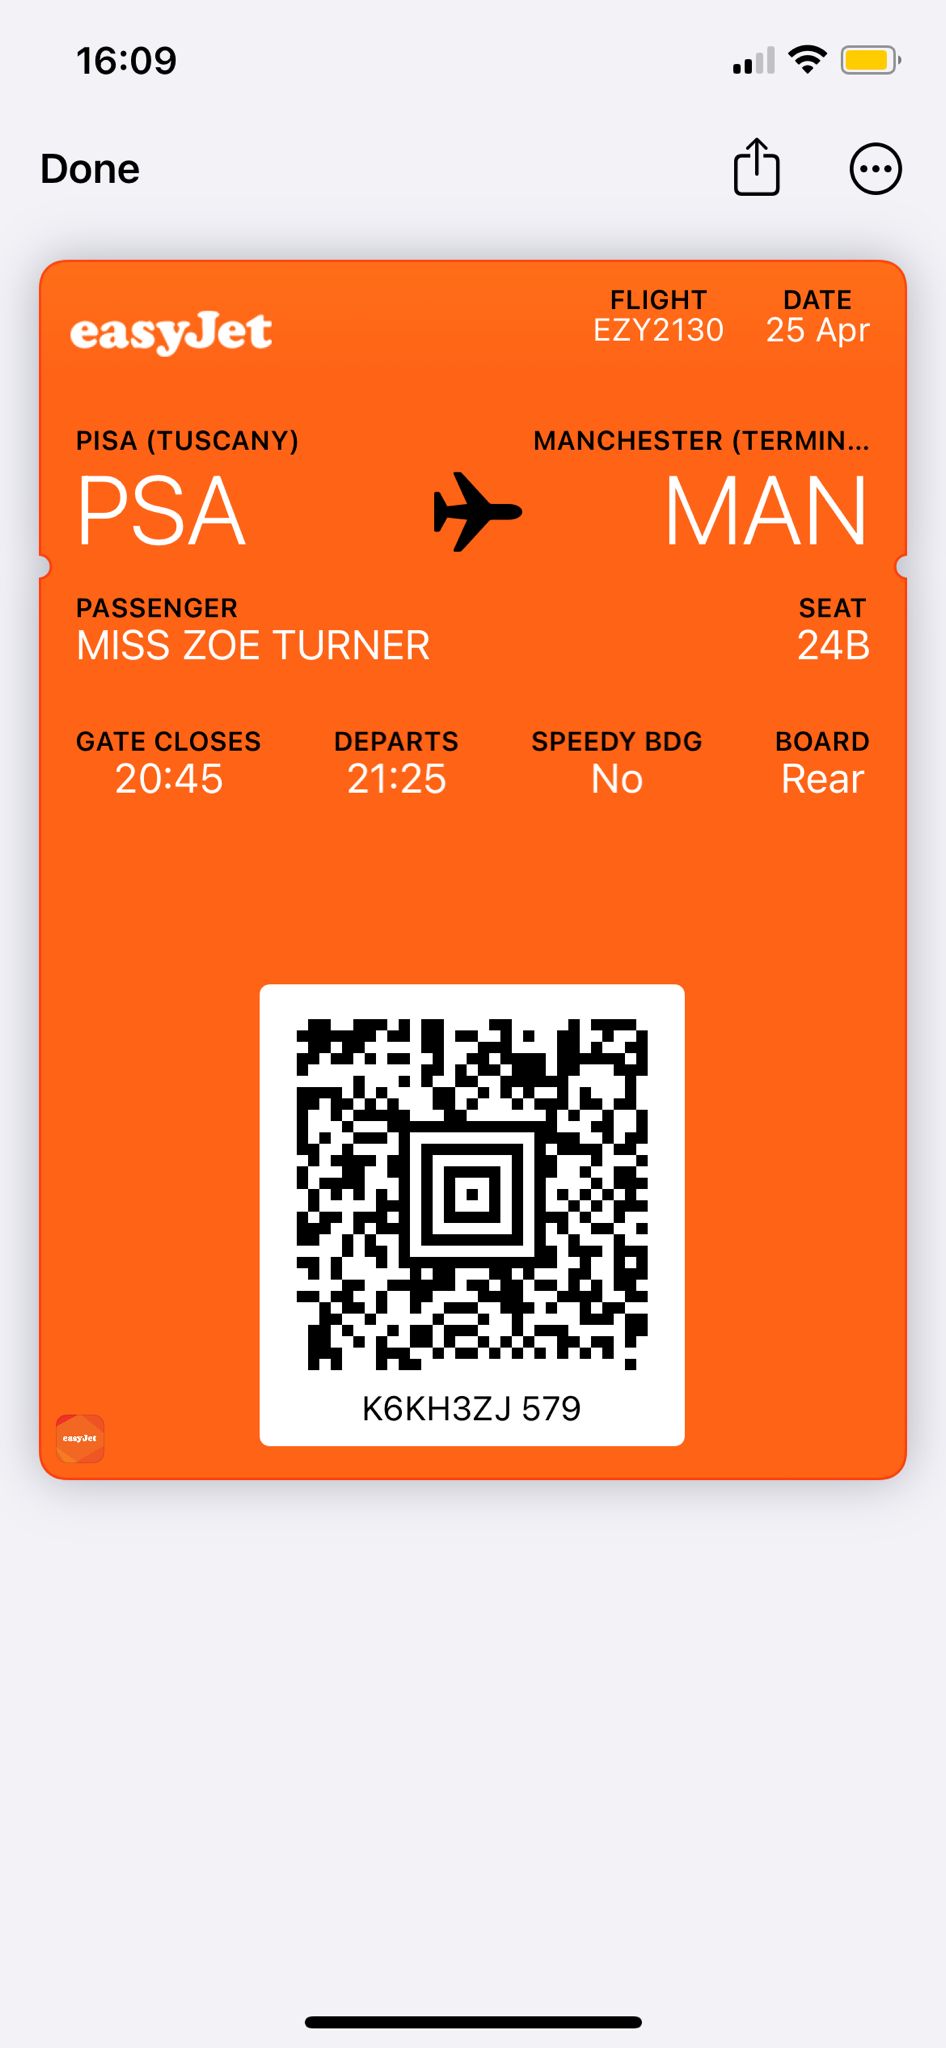 16:09
Done
easyJet
FLIGHT DATE
EZY2130 25 Apr
PISA (TUSCANY) MANCHESTER (TERMIN...
PSA MAN
PASSENGER SEAT
MISS ZOE TURNER 24B
GATE CLOSES DEPARTS SPEEDY BDG BOARD
20:45 21:25 No Rear
K6KH3ZJ 579
easyJet